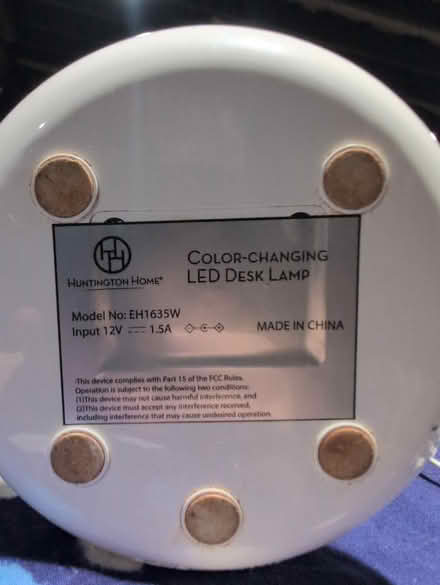 HUNTINGTON HOME®
COLOR-CHANGING
LED DESK LAMP
Model No: EH1635W
Input 12V ⎓ 1.5A
MADE IN CHINA
This device complies with Part 15 of the FCC Rules.
Operation is subject to the following two conditions:
(1)This device may not cause harmful interference, and
(2)This device must accept any interference received,
including interference that may cause undesired operation.